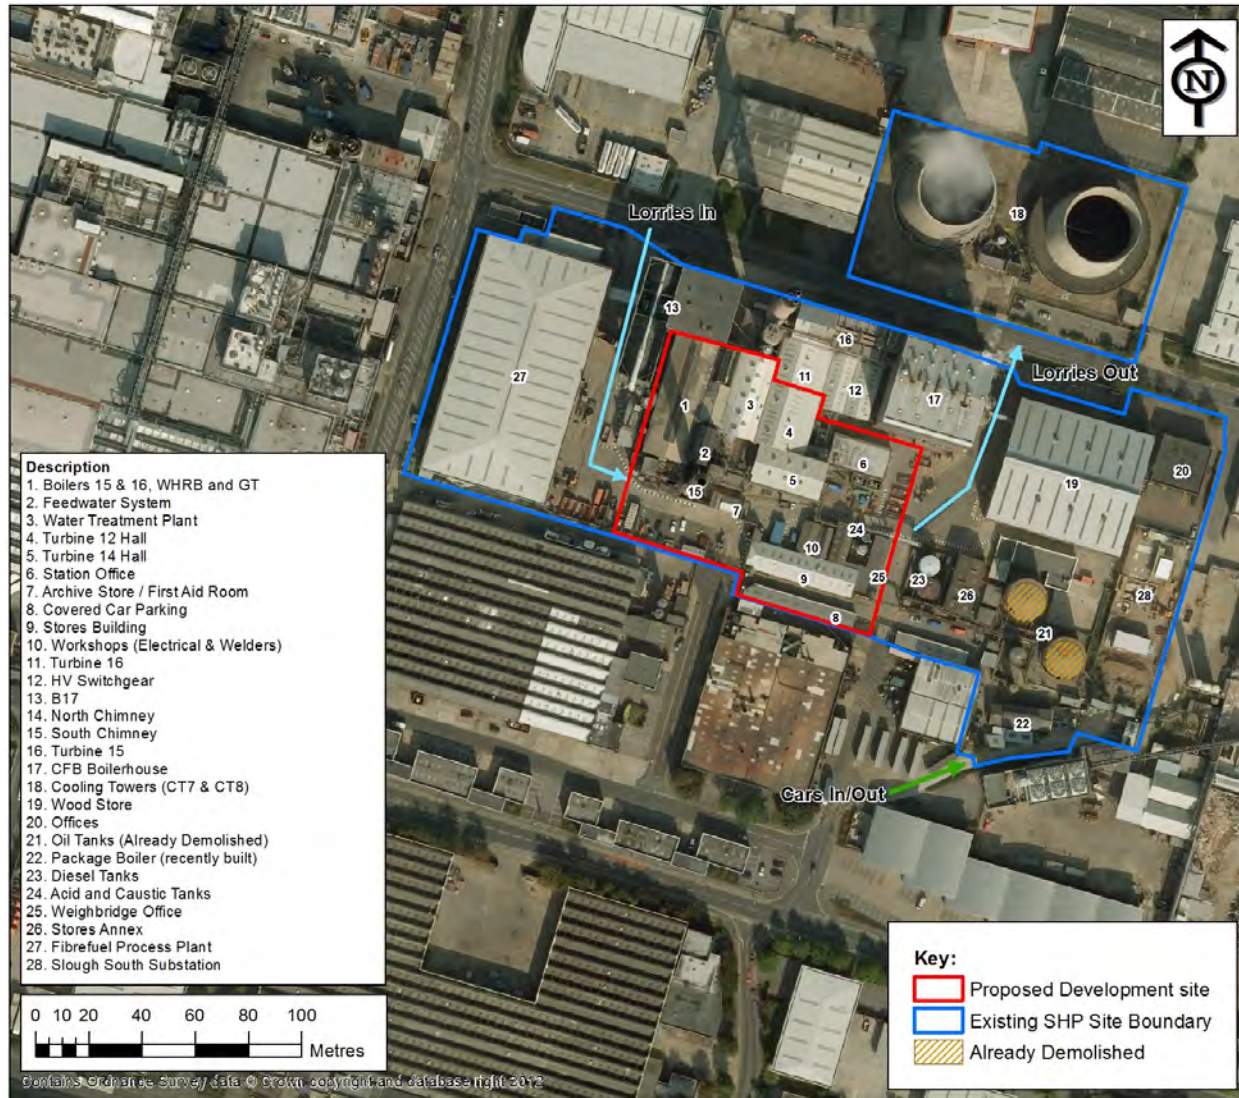 N
Lorries In
18
13
16
11
12
27
17
Lorries Out
1
3
4
2
6
19
20
5
15
7
24
10
9
25
23
26
28
8
21
22
Cars In/Out
Description
1. Boilers 15 & 16, WHRB and GT
2. Feedwater System
3. Water Treatment Plant
4. Turbine 12 Hall
5. Turbine 14 Hall
6. Station Office
7. Archive Store / First Aid Room
8. Covered Car Parking
9. Stores Building
10. Workshops (Electrical & Welders)
11. Turbine 16
12. HV Switchgear
13. B17
14. North Chimney
15. South Chimney
16. Turbine 15
17. CFB Boilerhouse
18. Cooling Towers (CT7 & CT8)
19. Wood Store
20. Offices
21. Oil Tanks (Already Demolished)
22. Package Boiler (recently built)
23. Diesel Tanks
24. Acid and Caustic Tanks
25. Weighbridge Office
26. Stores Annex
27. Fibrefuel Process Plant
28. Slough South Substation
0 10 20 40 60 80 100
Metres
Contains Ordnance Survey data © Crown copyright and database right 2012
Key:
Proposed Development site
Existing SHP Site Boundary
Already Demolished